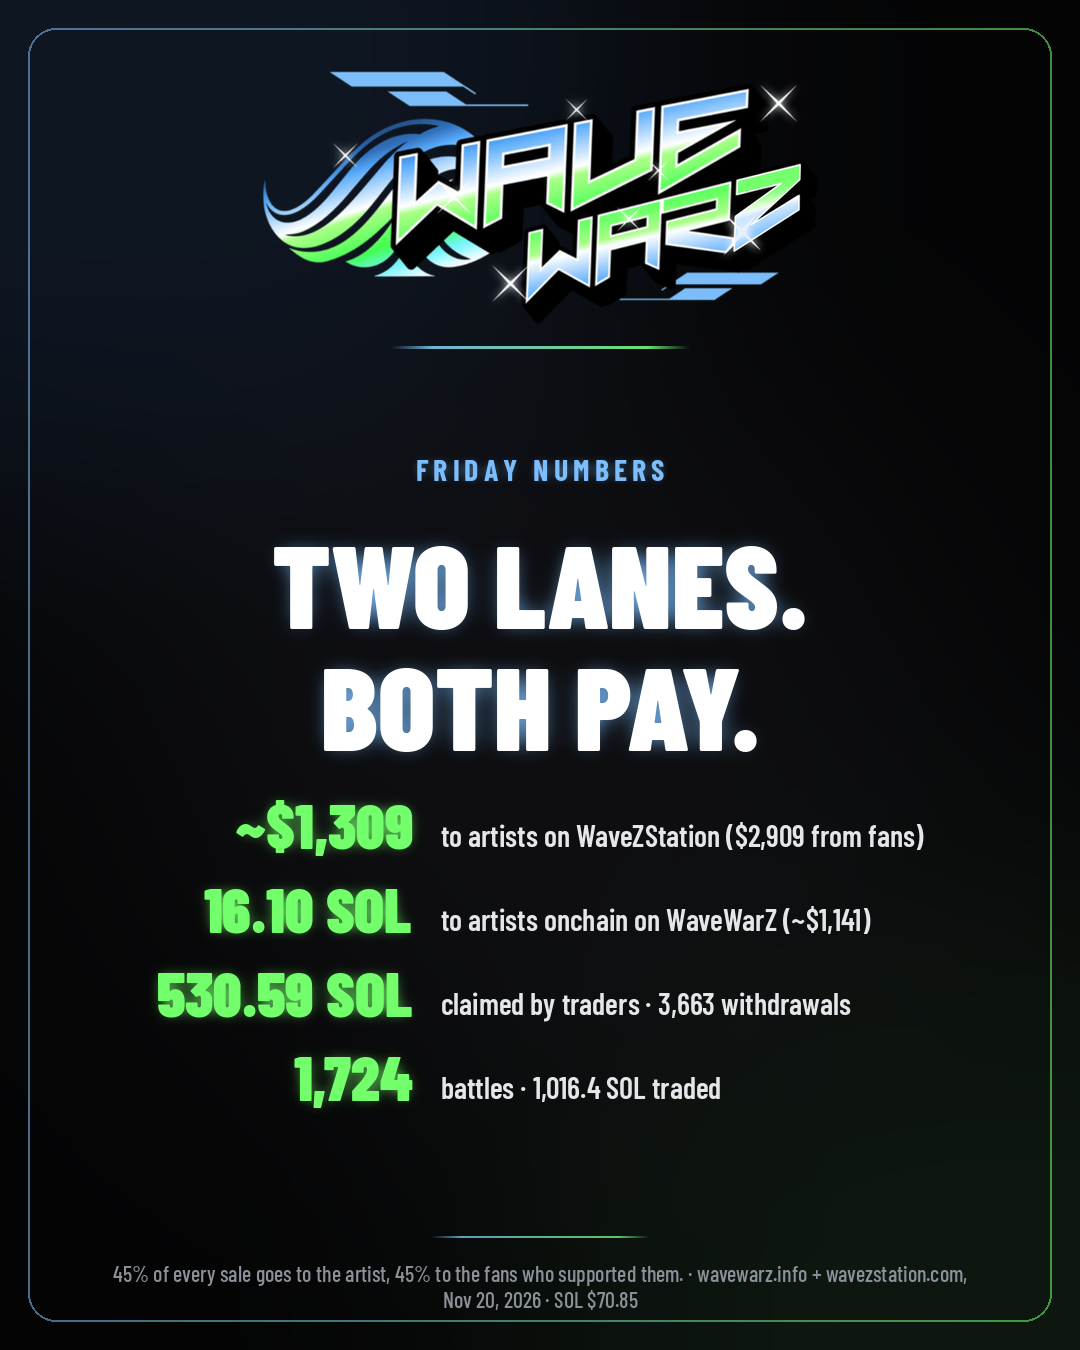 WAVE
WARZ
FRIDAY NUMBERS
TWO LANES.
BOTH PAY.
~$1,309 to artists on WaveZStation ($2,909 from fans)
16.10 SOL to artists onchain on WaveWarZ (~$1,141)
530.59 SOL claimed by traders · 3,663 withdrawals
1,724 battles · 1,016.4 SOL traded
45% of every sale goes to the artist, 45% to the fans who supported them. · wavewarz.info + wavezstation.com,
Nov 20, 2026 · SOL $70.85